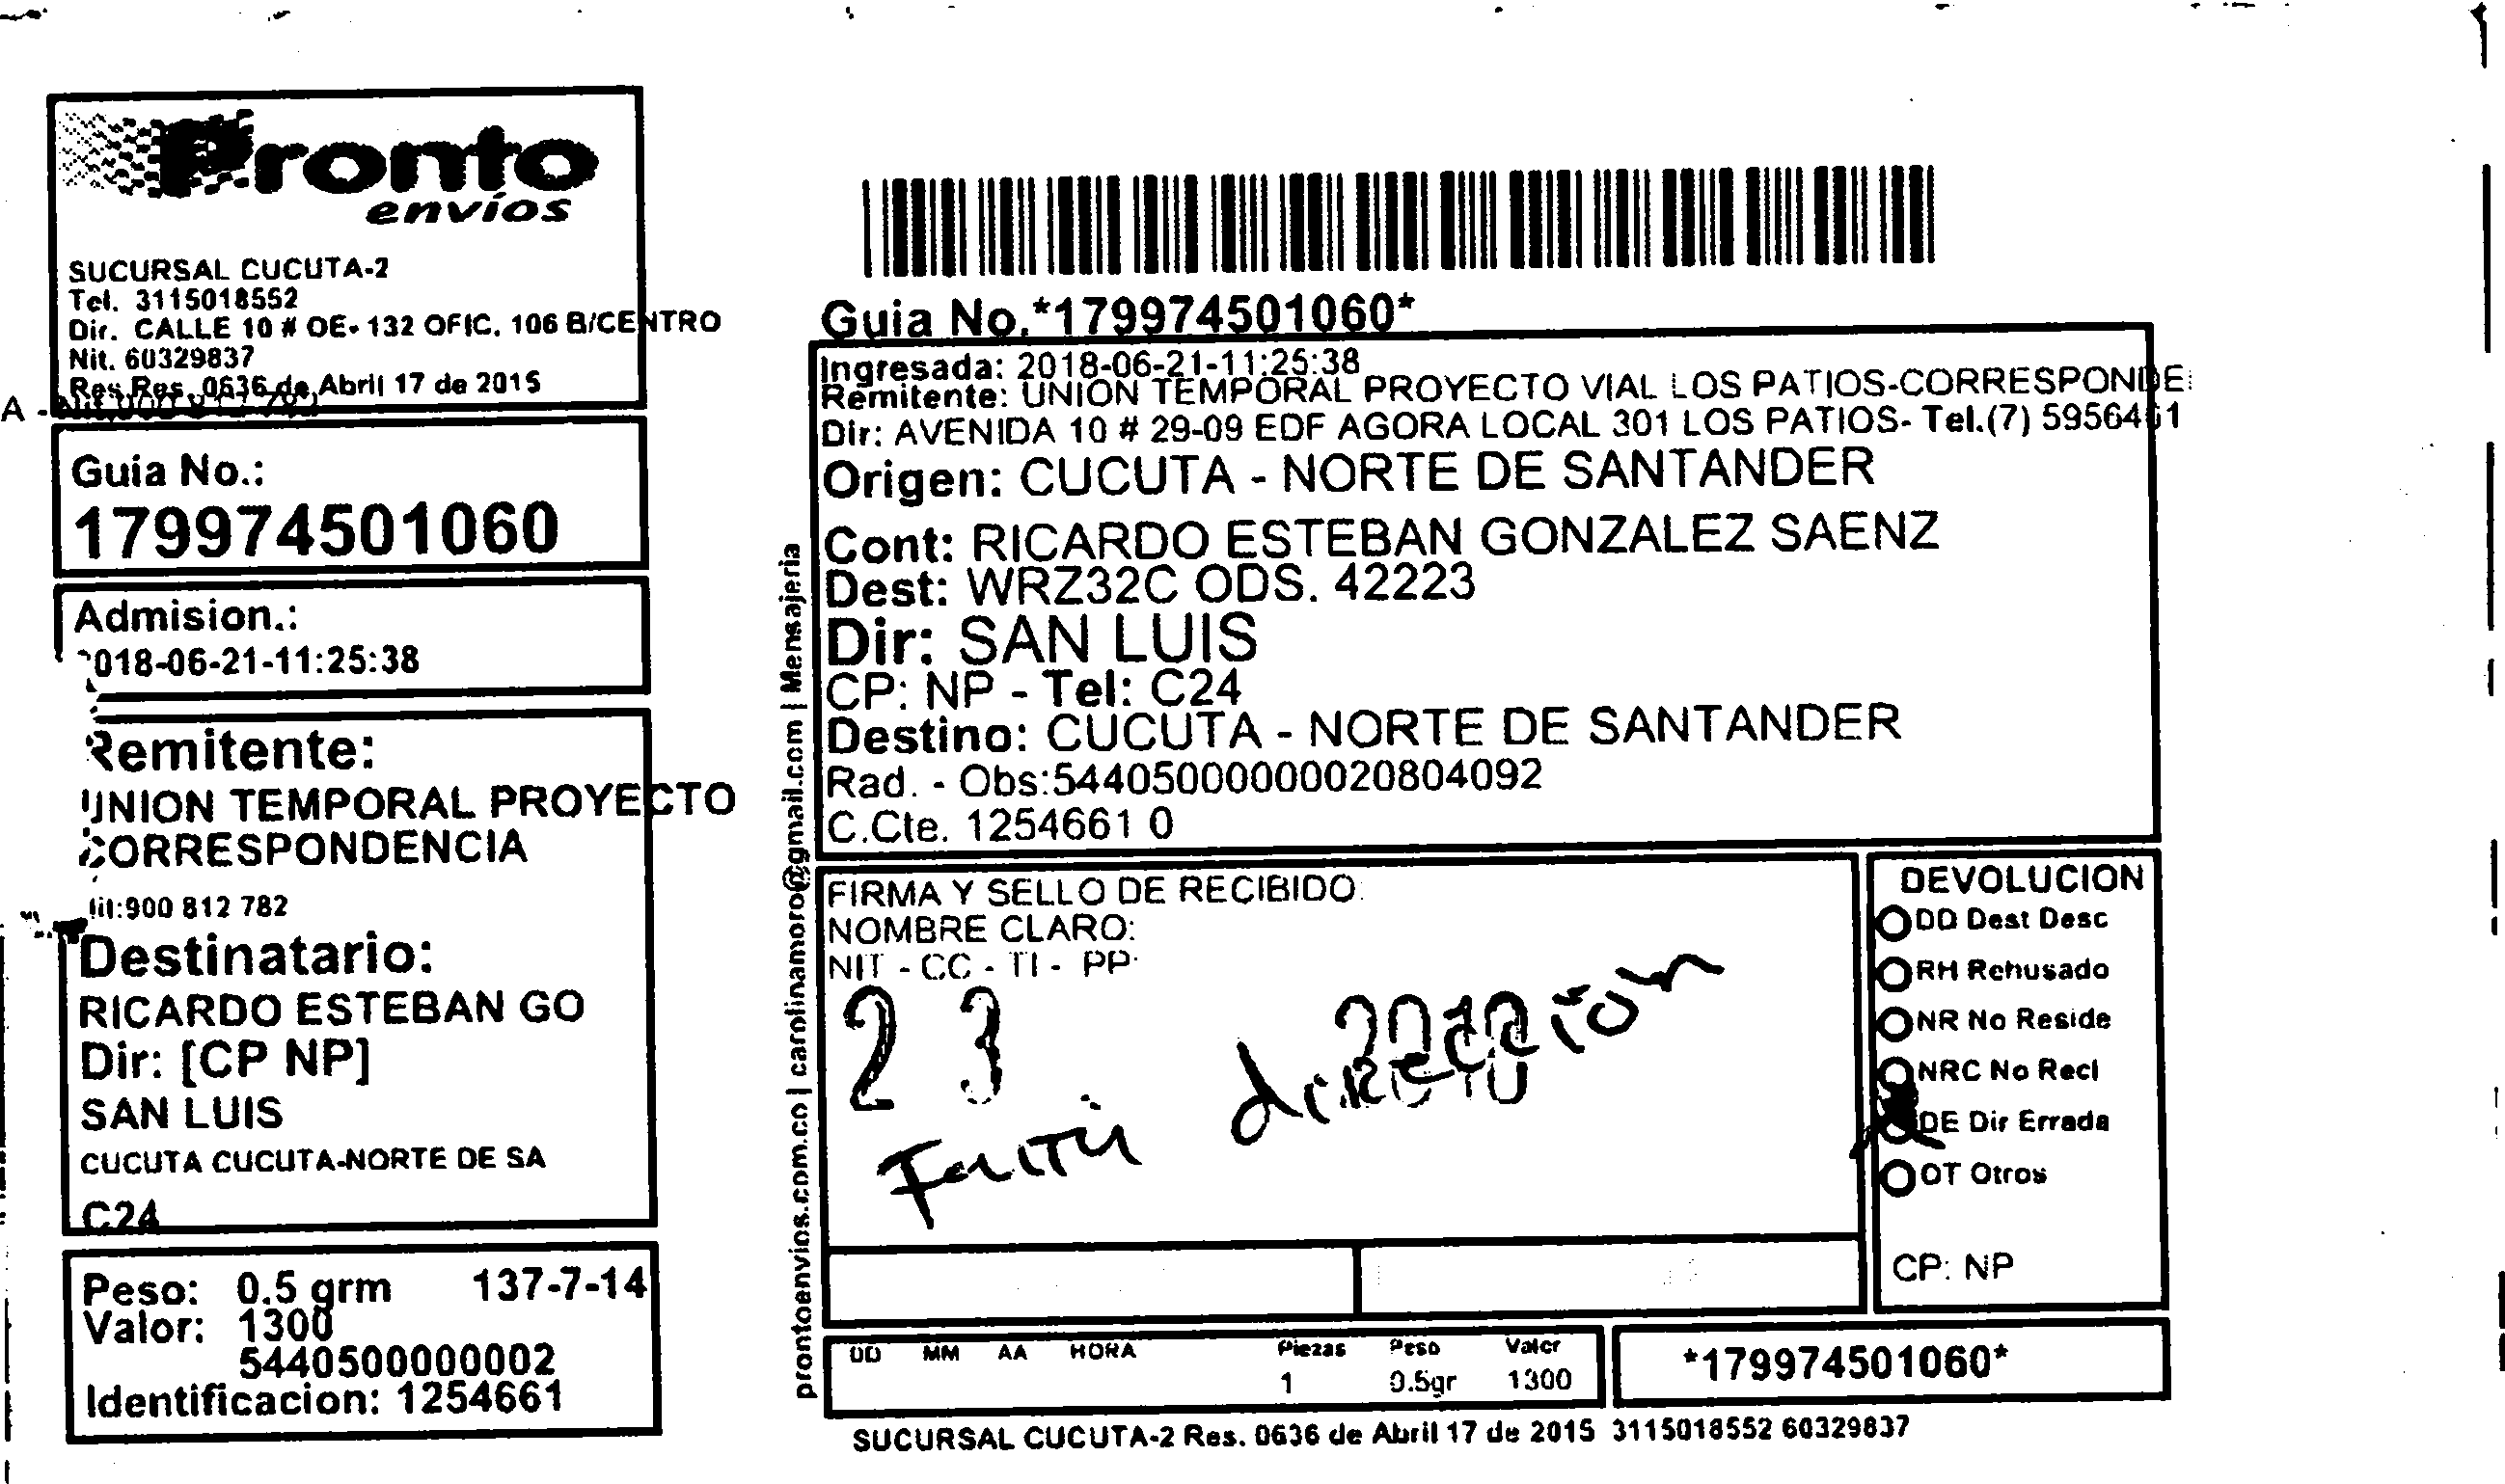 Pronto
envíos
SUCURSAL CUCUTA-2
Tel. 3115018552
Dir. CALLE 10 # OE- 132 OFIC. 106 B/CENTRO
Nit. 60329837
Res.Res. 0636 de Abril 17 de 2015
Guia No.:
179974501060
Admision.:
2018-06-21-11:25:38
Remitente:
UNION TEMPORAL PROYECTO
CORRESPONDENCIA
Nit:900 812 782
Destinatario:
RICARDO ESTEBAN GO
Dir: [CP NP]
SAN LUIS
CUCUTA CUCUTA-NORTE DE SA
C24
Peso: 0.5 grm 137-7-14
Valor: 1300
5440500000002
Identificacion: 1254661
prontoenvios.com.co | carolinamoro@gmail.com | Mensajeria
Guia No.*179974501060*
Ingresada: 2018-06-21-11:25:38
Remitente: UNION TEMPORAL PROYECTO VIAL LOS PATIOS-CORRESPONDE
Dir: AVENIDA 10 # 29-09 EDF AGORA LOCAL 301 LOS PATIOS- Tel.(7) 5956461
Origen: CUCUTA - NORTE DE SANTANDER
Cont: RICARDO ESTEBAN GONZALEZ SAENZ
Dest: WRZ32C ODS. 42223
Dir: SAN LUIS
CP: NP - Tel: C24
Destino: CUCUTA - NORTE DE SANTANDER
Rad. - Obs:544050000000020804092
C.Cte. 1254661 0
FIRMA Y SELLO DE RECIBIDO:
NOMBRE CLARO:
NIT - CC - TI - PP
23
Falta dirección
DEVOLUCION
DD Dest Desc
RH Rehusado
NR No Reside
NRC No Recl
DE Dir Errada
OT Otros
CP: NP
DD MM AA HORA Piezas Peso Valor
1 0.5gr 1300
*179974501060*
SUCURSAL CUCUTA-2 Res. 0636 de Abril 17 de 2015 3115018552 60329837